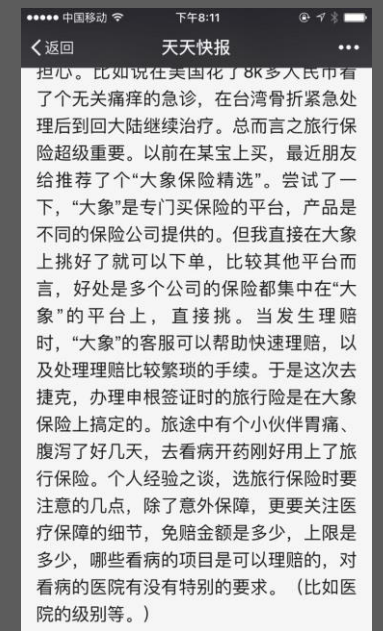 中国移动 下午8:11
返回 天天快报
担心。比如说在美国花了8k多人民币看
了个无关痛痒的急诊，在台湾骨折紧急处
理后到回大陆继续治疗。总而言之旅行保
险超级重要。以前在某宝上买，最近朋友
给推荐了个“大象保险精选”。尝试了一
下，“大象”是专门买保险的平台，产品是
不同的保险公司提供的。但我直接在大象
上挑好了就可以下单，比较其他平台而
言，好处是多个公司的保险都集中在“大
象”的平台上，直接挑。当发生理赔
时，“大象”的客服可以帮助快速理赔，以
及处理理赔比较繁琐的手续。于是这次去
捷克，办理申根签证时的旅行险是在大象
保险上搞定的。旅途中有个小伙伴胃痛、
腹泻了好几天，去看病开药刚好用上了旅
行保险。个人经验之谈，选旅行保险时要
注意的几点，除了意外保障，更要关注医
疗保障的细节，免赔金额是多少，上限是
多少，哪些看病的项目是可以理赔的，对
看病的医院有没有特别的要求。（比如医
院的级别等。）